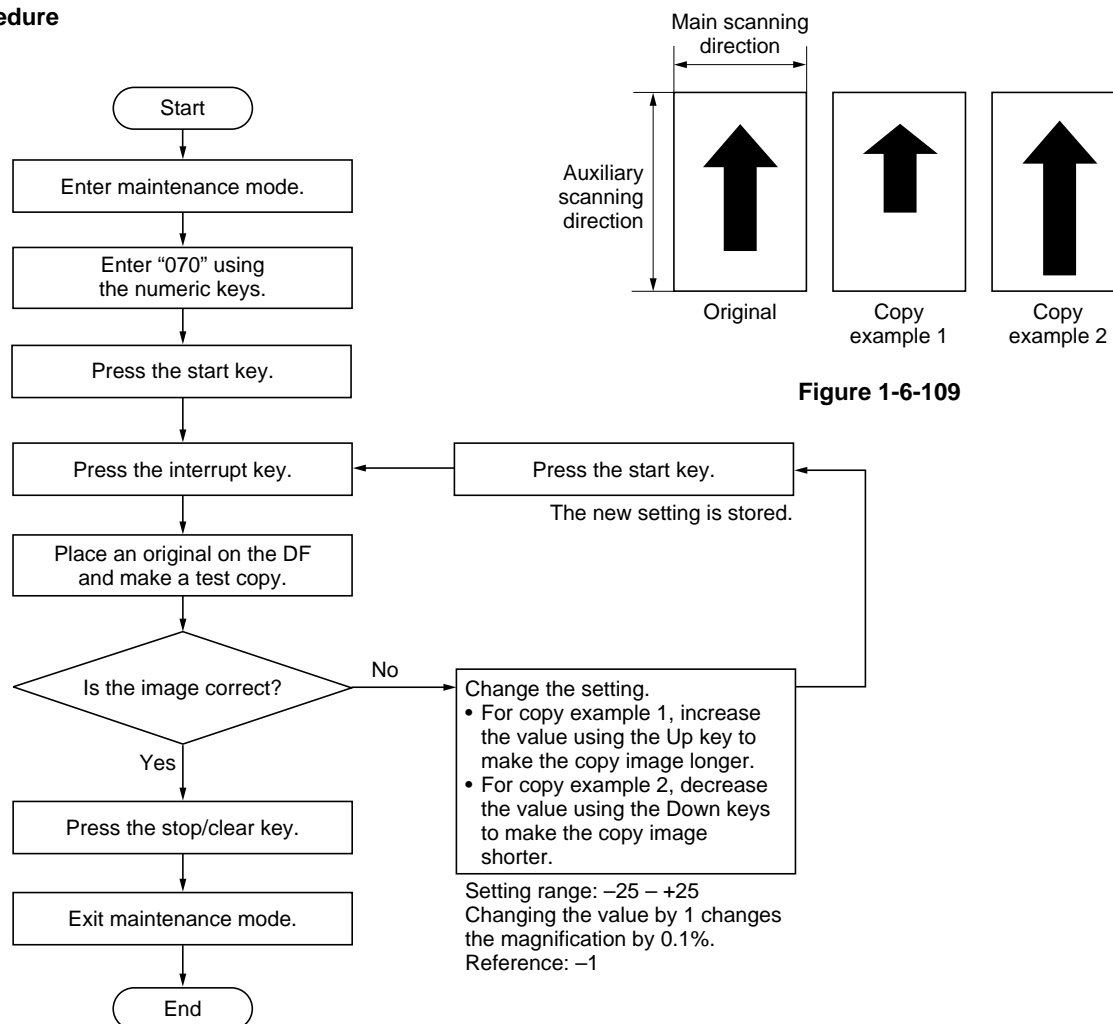 edure
Start
Enter maintenance mode.
Enter “070” using
the numeric keys.
Press the start key.
Press the interrupt key.
Place an original on the DF
and make a test copy.
Is the image correct?
Yes
No
Press the stop/clear key.
Exit maintenance mode.
End
Change the setting.
• For copy example 1, increase
the value using the Up key to
make the copy image longer.
• For copy example 2, decrease
the value using the Down keys
to make the copy image
shorter.
Setting range: –25 – +25
Changing the value by 1 changes
the magnification by 0.1%.
Reference: –1
Press the start key.
The new setting is stored.
Main scanning
direction
Auxiliary
scanning
direction
Original
Copy
example 1
Copy
example 2
Figure 1-6-109